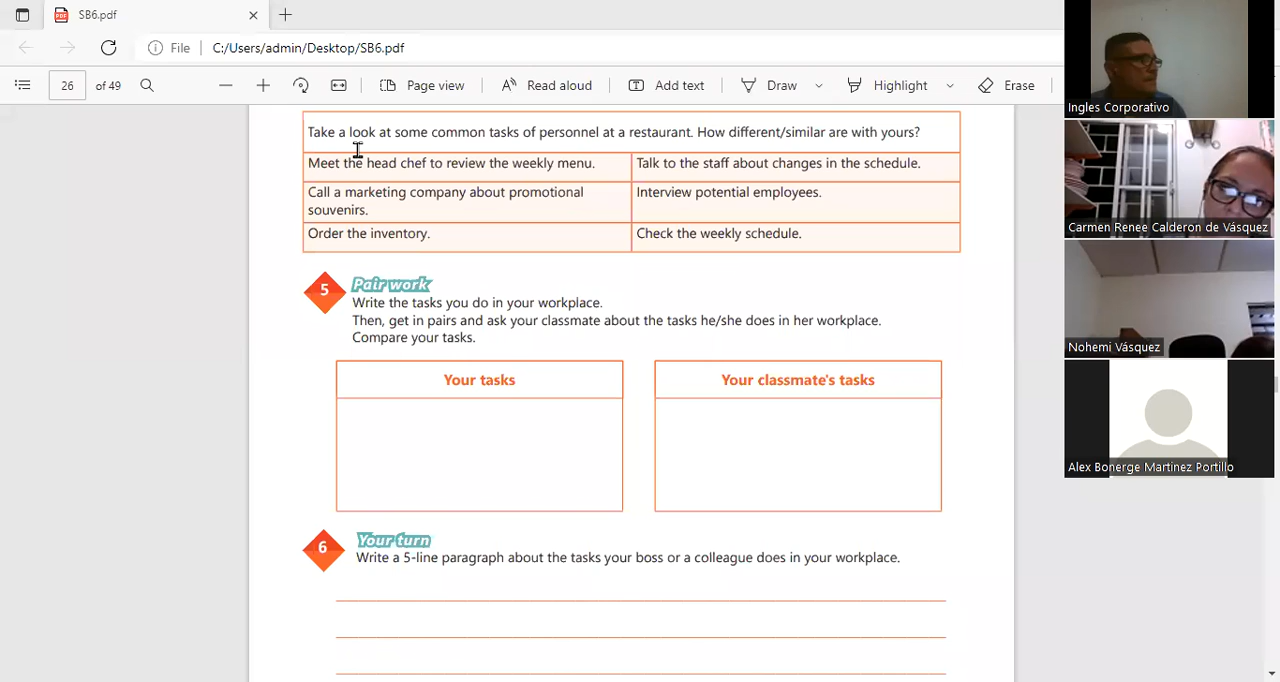 SB6.pdf
File
C:/Users/admin/Desktop/SB6.pdf
26 of 49
Page view
Read aloud
Add text
Draw
Highlight
Erase
Take a look at some common tasks of personnel at a restaurant. How different/similar are with yours?
Meet the head chef to review the weekly menu.
Talk to the staff about changes in the schedule.
Call a marketing company about promotional
souvenirs.
Interview potential employees.
Order the inventory.
Check the weekly schedule.
5
Pair work
Write the tasks you do in your workplace.
Then, get in pairs and ask your classmate about the tasks he/she does in her workplace.
Compare your tasks.
Your tasks
Your classmate's tasks
6
Your turn
Write a 5-line paragraph about the tasks your boss or a colleague does in your workplace.
Ingles Corporativo
Carmen Renee Calderon de Vásquez
Nohemi Vásquez
Alex Bonerge Martinez Portillo